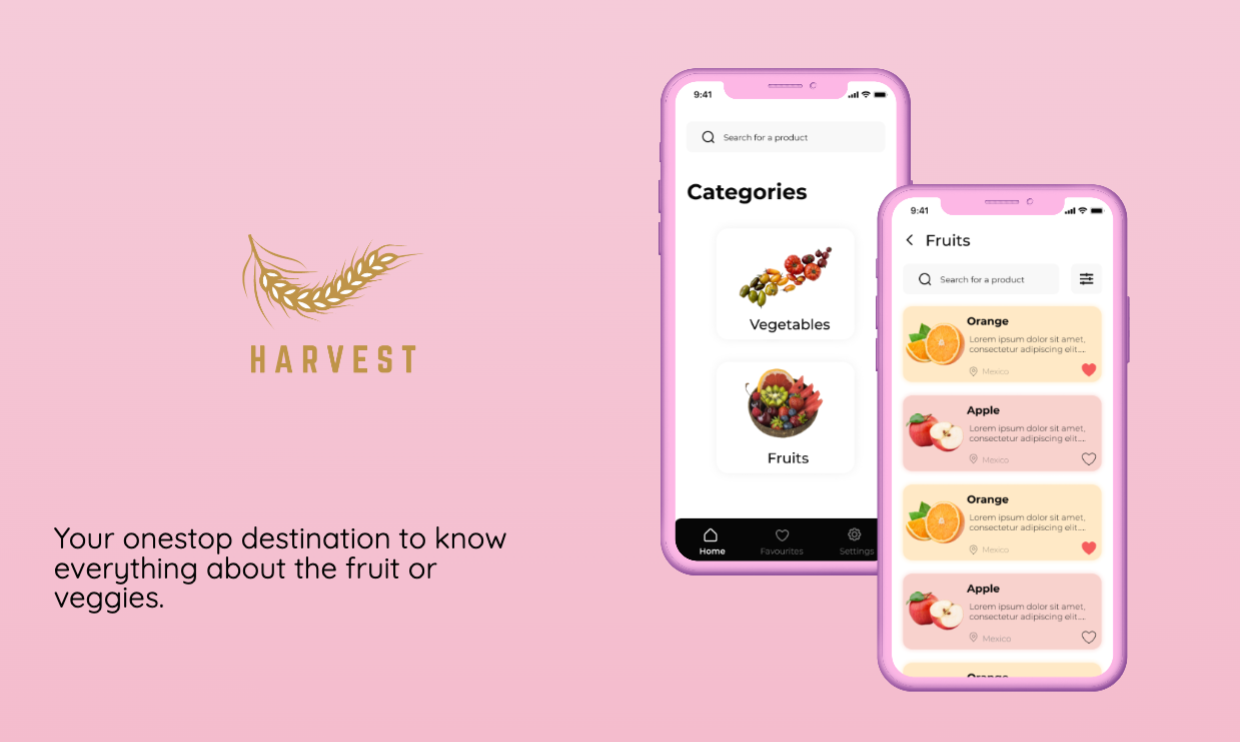 HARVEST
Your onestop destination to know
everything about the fruit or
veggies.
9:41
Search for a product
Categories
Vegetables
Fruits
Home
Favourites
Settings
9:41
Fruits
Search for a product
Orange
Lorem ipsum dolor sit amet,
consectetur adipiscing elit....
Mexico
Apple
Lorem ipsum dolor sit amet,
consectetur adipiscing elit....
Mexico
Orange
Lorem ipsum dolor sit amet,
consectetur adipiscing elit....
Mexico
Apple
Lorem ipsum dolor sit amet,
consectetur adipiscing elit....
Mexico
Orange